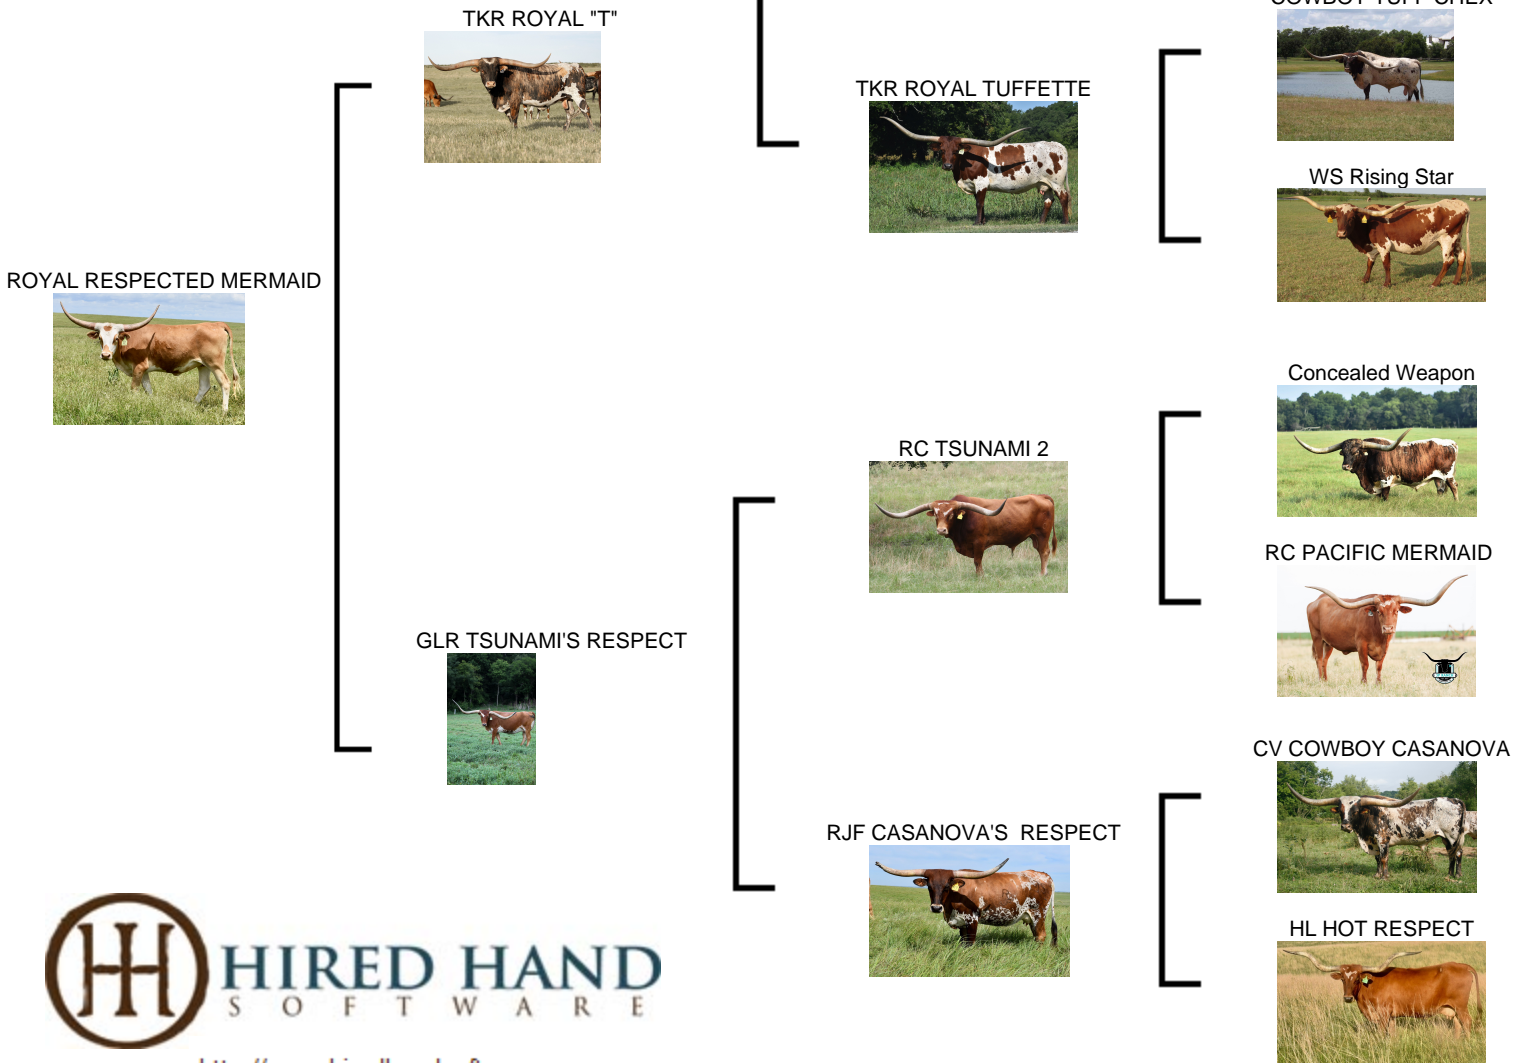 TKR ROYAL "T"
TKR ROYAL TUFFETTE
WS Rising Star
ROYAL RESPECTED MERMAID
Concealed Weapon
RC TSUNAMI 2
RC PACIFIC MERMAID
GLR TSUNAMI'S RESPECT
CV COWBOY CASANOVA
RJF CASANOVA'S  RESPECT
HL HOT RESPECT
HIRED HAND
SOFTWARE